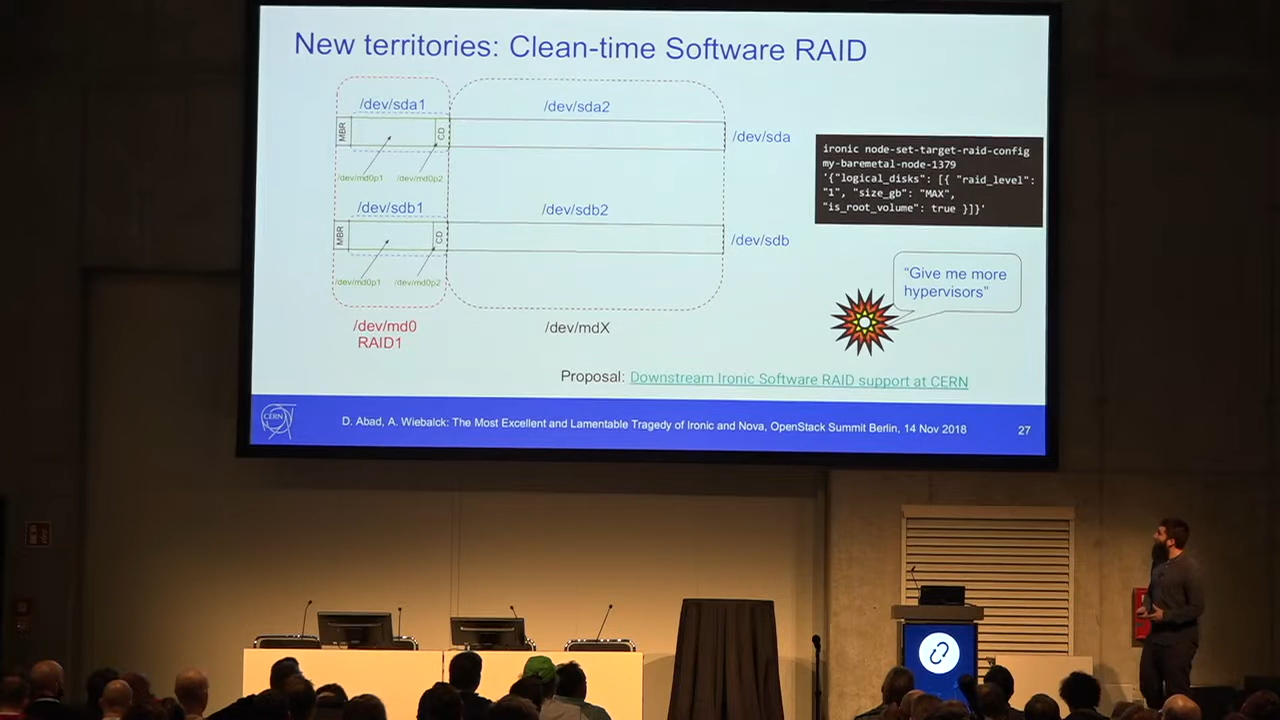 New territories: Clean-time Software RAID
/dev/sda1
/dev/sda2
MBR
CD
/dev/sda
/dev/md0p1
/dev/md0p2
/dev/sdb1
/dev/sdb2
MBR
CD
/dev/sdb
/dev/md0p1
/dev/md0p2
/dev/md0
RAID1
/dev/mdX
ironic node-set-target-raid-config
my-baremetal-node-1379
'{"logical_disks": [{ "raid_level":
"1", "size_gb": "MAX",
"is_root_volume": true }]}'
“Give me more
hypervisors”
Proposal: Downstream Ironic Software RAID support at CERN
CERN
D. Abad, A. Wiebalck: The Most Excellent and Lamentable Tragedy of Ironic and Nova, OpenStack Summit Berlin, 14 Nov 2018
27